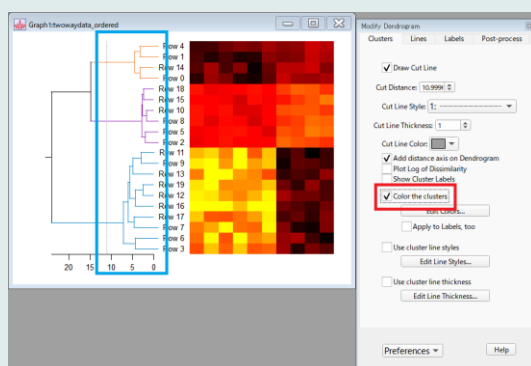 Graph 1:twowaydata_ordered
Row 4
Row 1
Row 14
Row 0
Row 18
Row 15
Row 10
Row 8
Row 5
Row 2
Row 11
Row 9
Row 13
Row 19
Row 12
Row 16
Row 17
Row 7
Row 6
Row 3
20 15 10 5 0
Modify Dendrogram
Clusters Lines Labels Post-process
Draw Cut Line
Cut Distance: 10.999
Cut Line Style: 1:
Cut Line Thickness: 1
Cut Line Color:
Add distance axis on Dendrogram
Plot Log of Dissimilarity
Show Cluster Labels
Color the clusters
Edit Colors...
Apply to Labels, too
Use cluster line styles
Edit Line Styles...
Use cluster line thickness
Edit Line Thickness...
Preferences Help